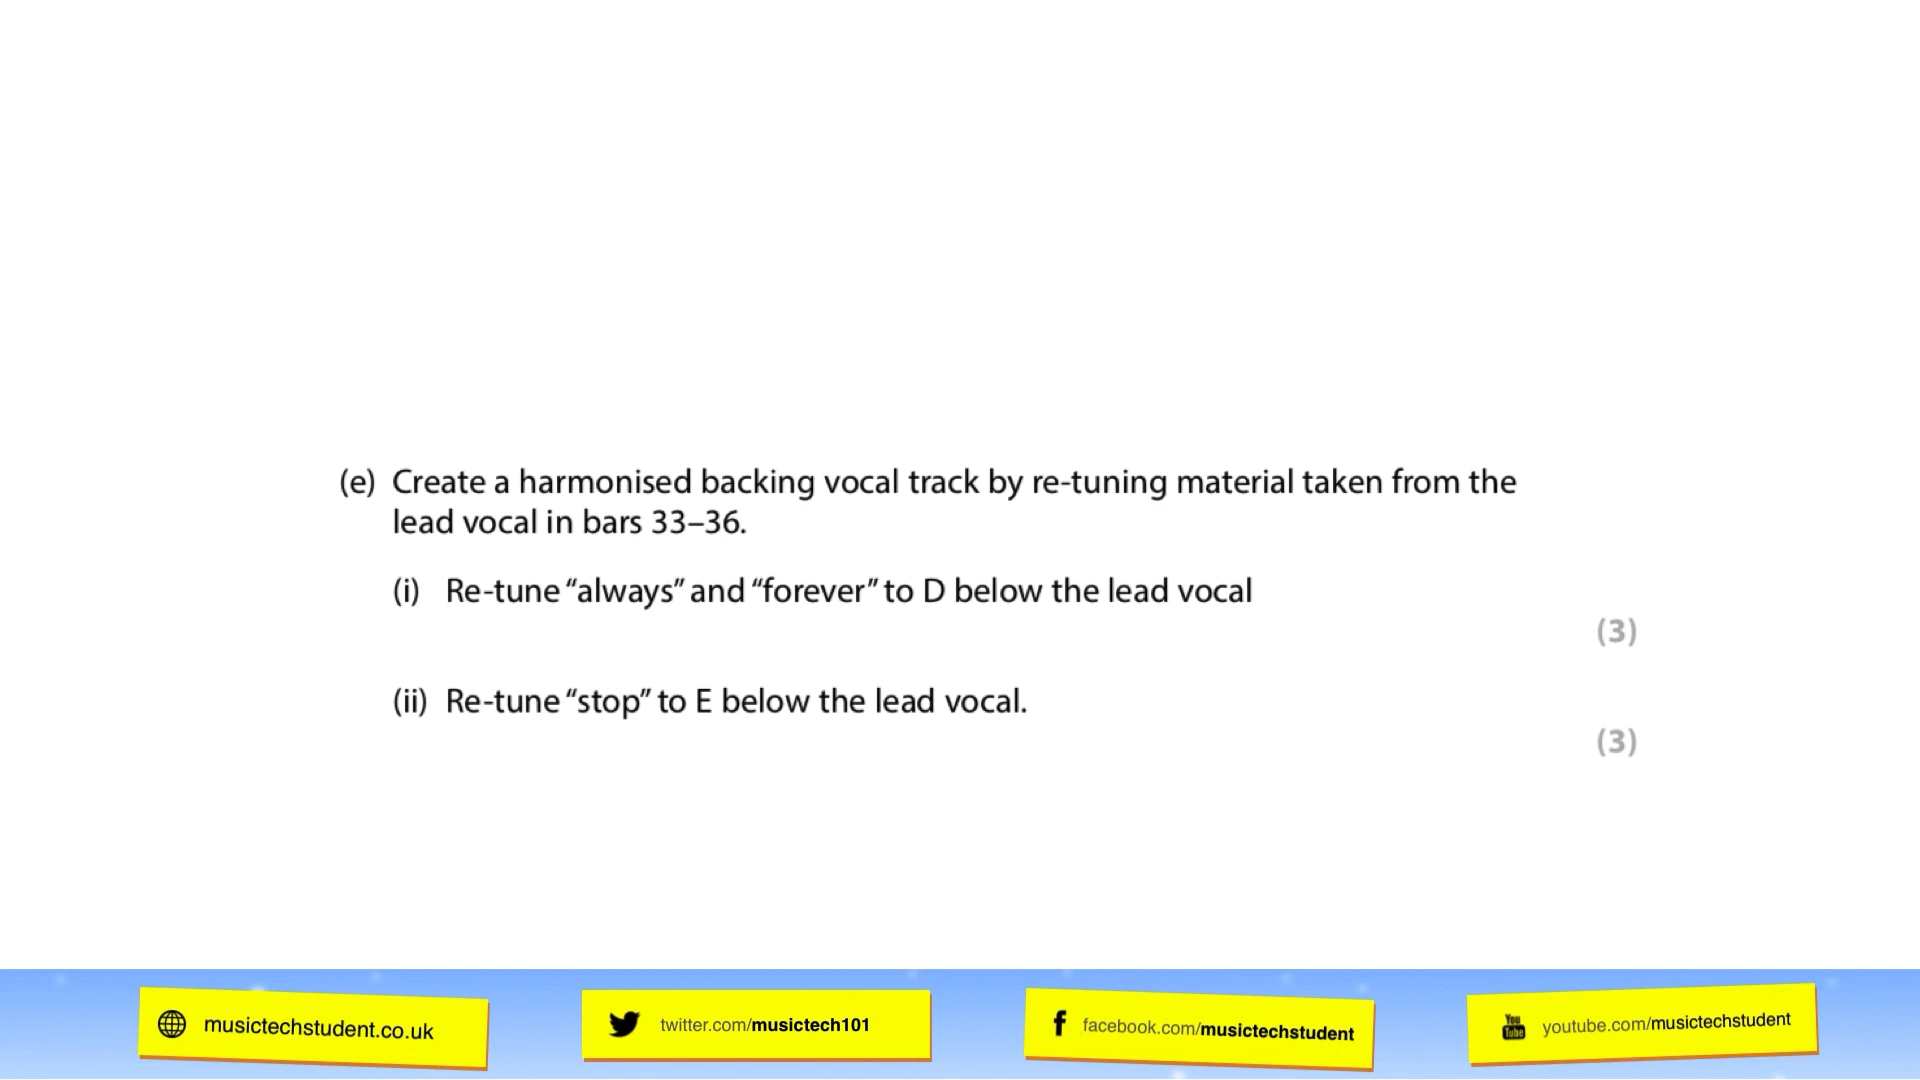 (e) Create a harmonised backing vocal track by re-tuning material taken from the
lead vocal in bars 33–36.
(i) Re-tune “always” and “forever” to D below the lead vocal
(3)
(ii) Re-tune “stop” to E below the lead vocal.
(3)
musictechstudent.co.uk
twitter.com/musictech101
facebook.com/musictechstudent
You Tube youtube.com/musictechstudent